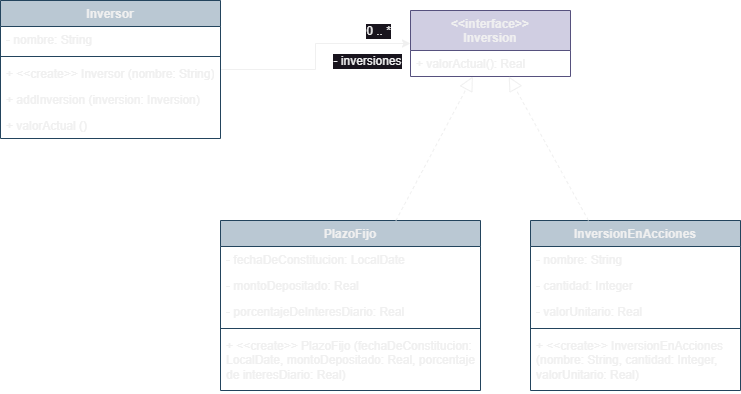 Inversor
- nombre: String
+ <<create>> Inversor (nombre: String)
+ addInversion (inversion: Inversion)
+ valorActual ()
0 .. *
- inversiones
<<interface>>
Inversion
+ valorActual(): Real
PlazoFijo
- fechaDeConstitucion: LocalDate
- montoDepositado: Real
- porcentajeDeInteresDiario: Real
+ <<create>> PlazoFijo (fechaDeConstitucion:
LocalDate, montoDepositado: Real, porcentaje
de interesDiario: Real)
InversionEnAcciones
- nombre: String
- cantidad: Integer
- valorUnitario: Real
+ <<create>> InversionEnAcciones
(nombre: String, cantidad: Integer,
valorUnitario: Real)